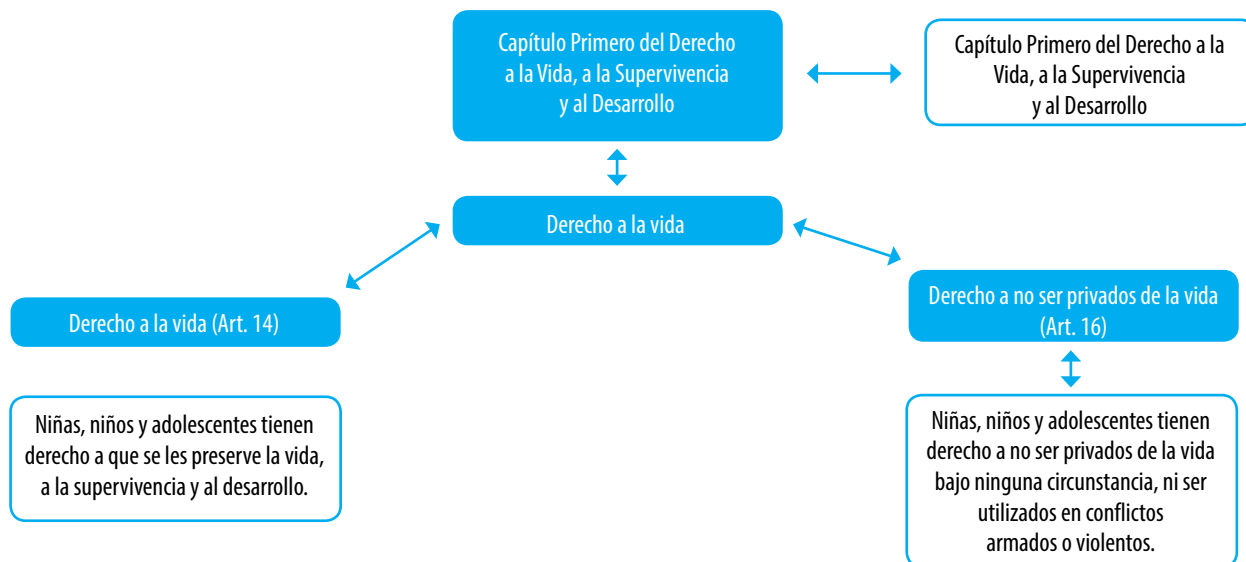 Capítulo Primero del Derecho
a la Vida, a la Supervivencia
y al Desarrollo
Capítulo Primero del Derecho a la
Vida, a la Supervivencia
y al Desarrollo
Derecho a la vida
Derecho a la vida (Art. 14)
Derecho a no ser privados de la vida
(Art. 16)
Niñas, niños y adolescentes tienen
derecho a que se les preserve la vida,
a la supervivencia y al desarrollo.
Niñas, niños y adolescentes tienen
derecho a no ser privados de la vida
bajo ninguna circunstancia, ni ser
utilizados en conflictos
armados o violentos.